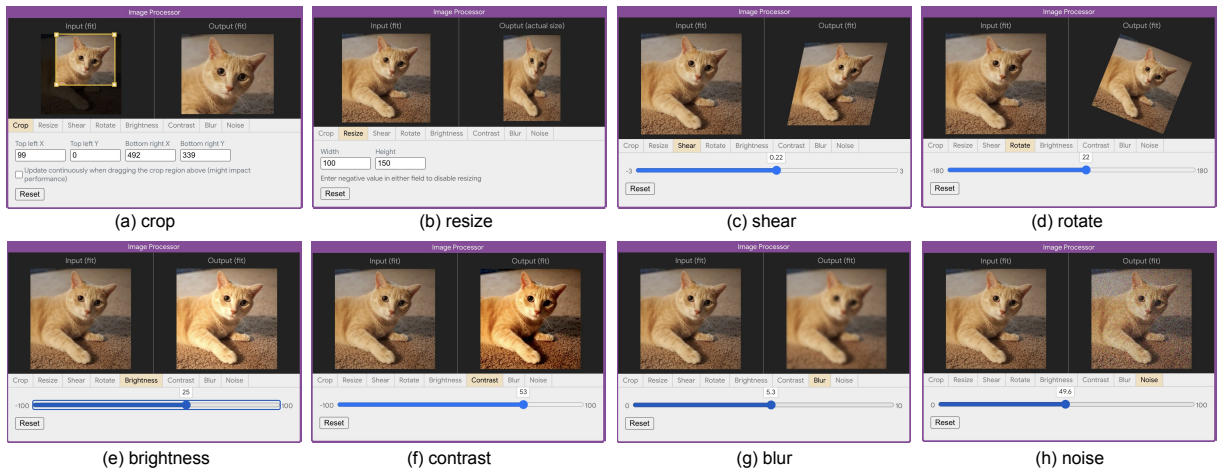 Image Processor
Input (fit) Output (fit)
Crop Resize Shear Rotate Brightness Contrast Blur Noise
Top left X Top left Y Bottom right X Bottom right Y
99 0 492 339
Update continuously when dragging the crop region above (might impact
performance)
Reset
(a) crop
Image Processor
Input (fit) Ouptut (actual size)
Crop Resize Shear Rotate Brightness Contrast Blur Noise
Width Height
100 150
Enter negative value in either field to disable resizing
Reset
(b) resize
Image Processor
Input (fit) Output (fit)
Crop Resize Shear Rotate Brightness Contrast Blur Noise
0.22
-3 3
Reset
(c) shear
Image Processor
Input (fit) Output (fit)
Crop Resize Shear Rotate Brightness Contrast Blur Noise
22
-180 180
Reset
(d) rotate
Image Processor
Input (fit) Output (fit)
Crop Resize Shear Rotate Brightness Contrast Blur Noise
25
-100 100
Reset
(e) brightness
Image Processor
Input (fit) Output (fit)
Crop Resize Shear Rotate Brightness Contrast Blur Noise
53
-100 100
Reset
(f) contrast
Image Processor
Input (fit) Output (fit)
Crop Resize Shear Rotate Brightness Contrast Blur Noise
5.3
0 10
Reset
(g) blur
Image Processor
Input (fit) Output (fit)
Crop Resize Shear Rotate Brightness Contrast Blur Noise
49.6
0 100
Reset
(h) noise